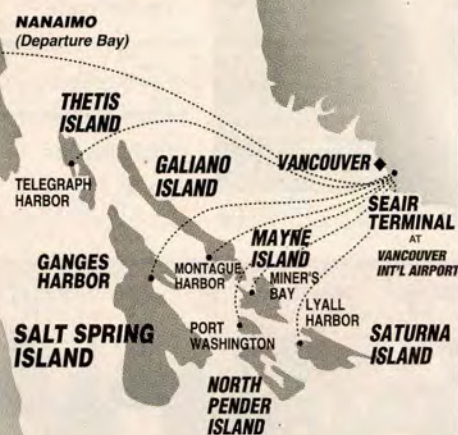 NANAIMO
(Departure Bay)
THETIS
ISLAND
TELEGRAPH
HARBOR
GALIANO
ISLAND
VANCOUVER
SEAIR
TERMINAL
AT
VANCOUVER
INT'L AIRPORT
MAYNE
ISLAND
MONTAGUE
HARBOR
MINER'S
BAY
GANGES
HARBOR
LYALL
HARBOR
PORT
WASHINGTON
SALT SPRING
ISLAND
SATURNA
ISLAND
NORTH
PENDER
ISLAND